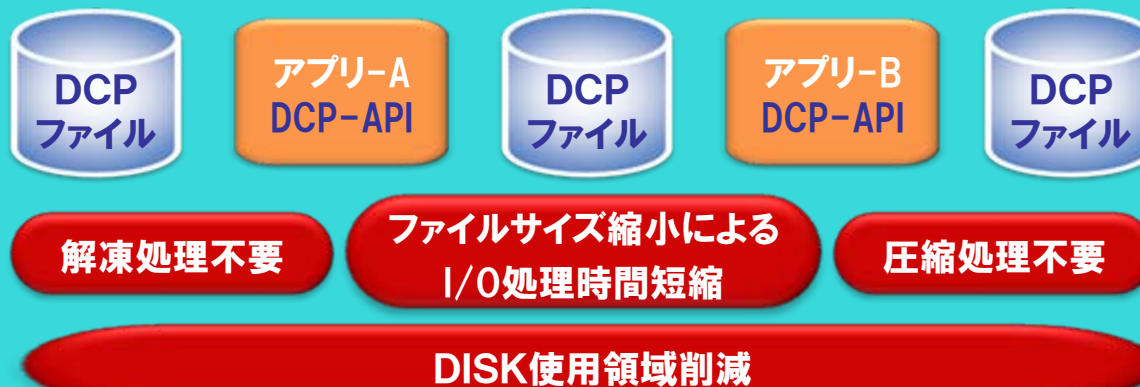 DCP
ファイル
アプリ-A
DCP-API
DCP
ファイル
アプリ-B
DCP-API
DCP
ファイル
解凍処理不要
ファイルサイズ縮小による
I/O処理時間短縮
圧縮処理不要
DISK使用領域削減